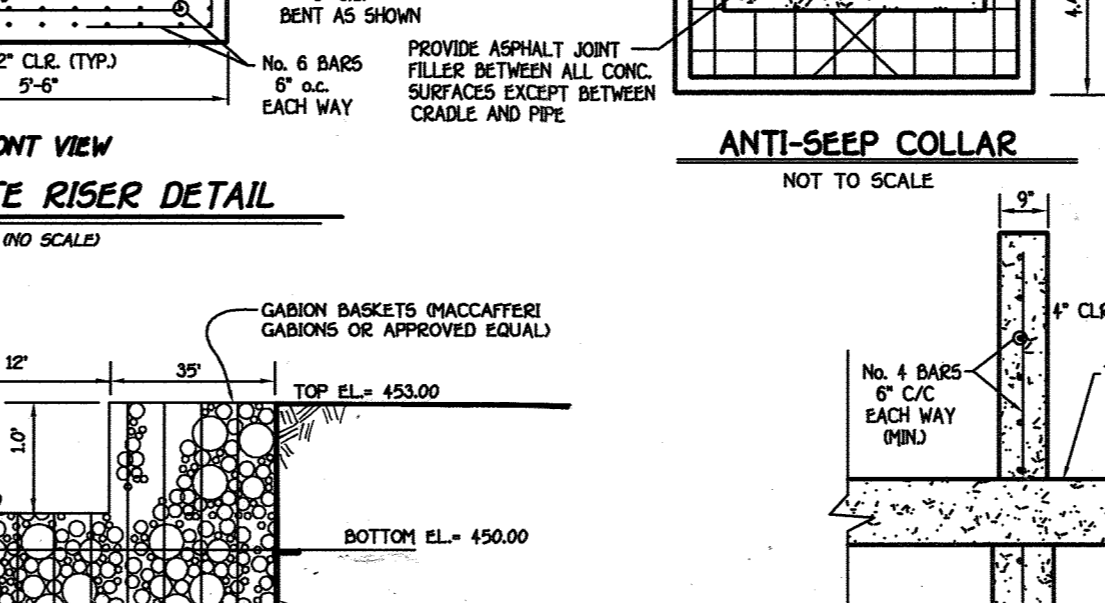 BENT AS SHOWN
2" CLR. (TYP.)
5'-6"
No. 6 BARS
6" o.c.
EACH WAY
PROVIDE ASPHALT JOINT
FILLER BETWEEN ALL CONC.
SURFACES EXCEPT BETWEEN
CRADLE AND PIPE
ONT VIEW
TE RISER DETAIL
(NO SCALE)
ANTI-SEEP COLLAR
NOT TO SCALE
9"
GABION BASKETS (MACCAFFERI
GABIONS OR APPROVED EQUAL)
12'
35'
TOP EL.= 453.00
1.0'
BOTTOM EL.= 450.00
4" CLR
No. 4 BARS
6" C/C
EACH WAY
(MIN.)